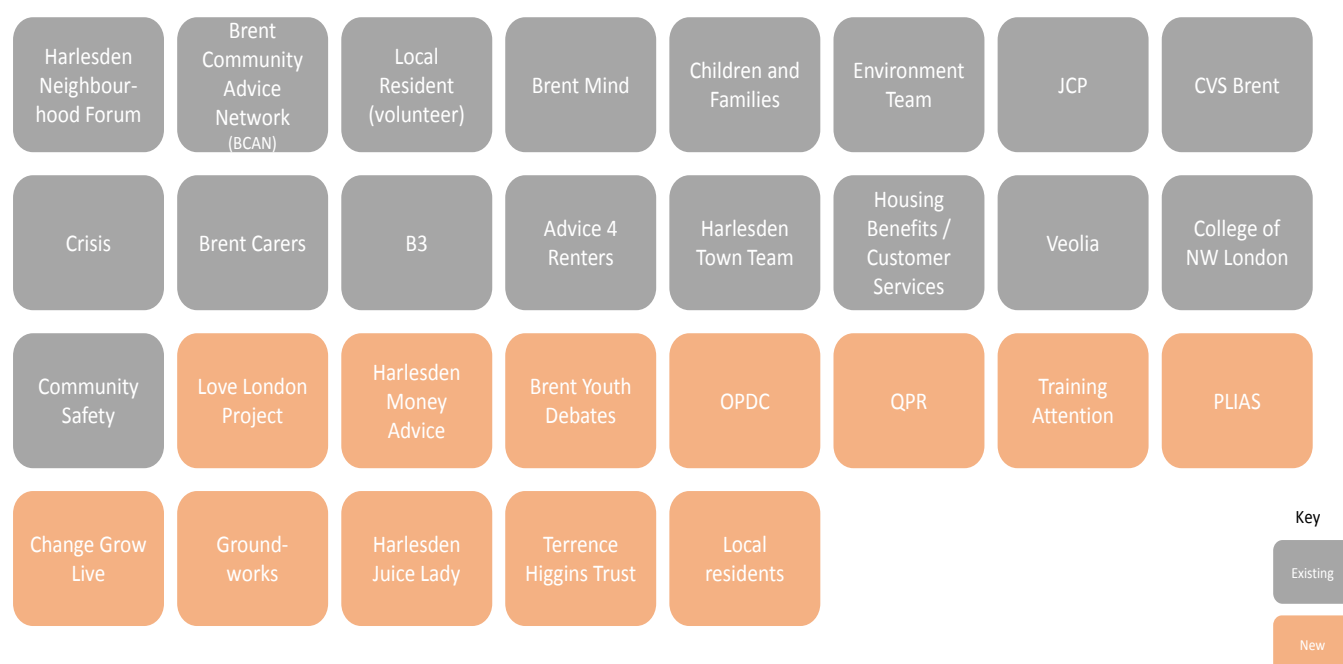 Harlesden
Neighbour-
hood Forum
Brent
Community
Advice
Network
(BCAN)
Local
Resident
(volunteer)
Brent Mind
Children and
Families
Environment
Team
JCP
CVS Brent
Crisis
Brent Carers
B3
Advice 4
Renters
Harlesden
Town Team
Housing
Benefits /
Customer
Services
Veolia
College of
NW London
Community
Safety
Love London
Project
Harlesden
Money
Advice
Brent Youth
Debates
OPDC
QPR
Training
Attention
PLIAS
Change Grow
Live
Ground-
works
Harlesden
Juice Lady
Terrence
Higgins Trust
Local
residents
Key
Existing
New